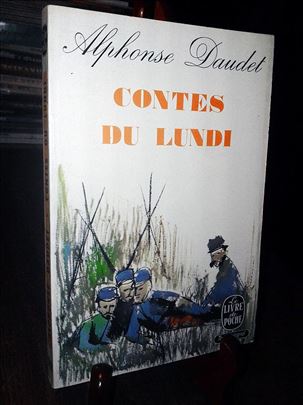 Alphonse Daudet
CONTES
DU LUNDI
Le
LIVRE
de
POCHE